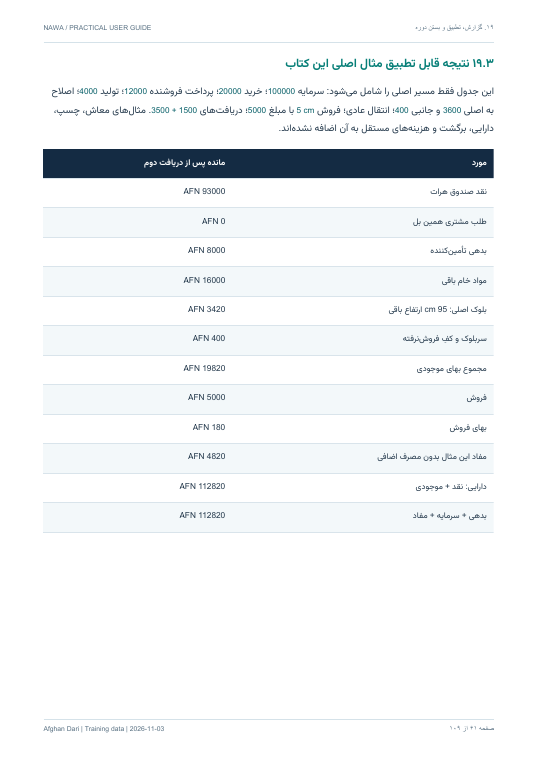 ۱۹. گزارش، تطبیق و بستن دوره
NAWA / PRACTICAL USER GUIDE
۱۹.۳ نتیجه قابل تطبیق مثال اصلی این کتاب
این جدول فقط مسیر اصلی را شامل می‌شود: سرمایه 100000؛ خرید 20000؛ پرداخت فروشنده 12000؛ تولید 4000؛ اصلاح
به اصلی 3600 و جانبی 400؛ انتقال عادی؛ فروش 5 cm با مبلغ 5000؛ دریافت‌های 1500 + 3500. مثال‌های معاش، چسپ،
دارایی، برگشت و هزینه‌های مستقل به آن اضافه نشده‌اند.
مورد	مانده پس از دریافت دوم
نقد صندوق هرات	AFN 93000
طلب مشتری همین بل	AFN 0
بدهی تأمین‌کننده	AFN 8000
مواد خام باقی	AFN 16000
بلوک اصلی: 95 cm ارتفاع باقی	AFN 3420
سربلوک و کفِ فروش‌نرفته	AFN 400
مجموع بهای موجودی	AFN 19820
فروش	AFN 5000
بهای فروش	AFN 180
مفاد این مثال بدون مصرف اضافی	AFN 4820
دارایی: نقد + موجودی	AFN 112820
بدهی + سرمایه + مفاد	AFN 112820
صفحه ۴۱ از ۱۰۹
Afghan Dari | Training data | 2026-11-03